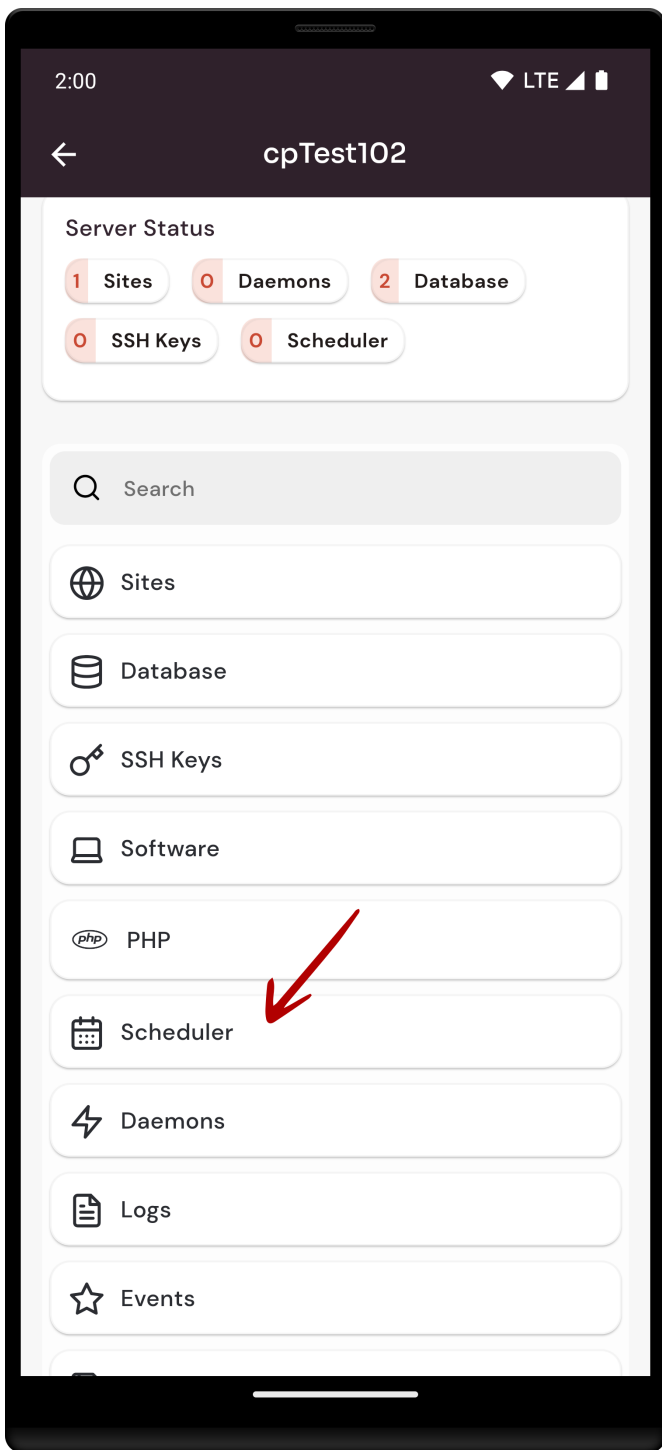 2:00 LTE
cpTest102
Server Status
1 Sites 0 Daemons 2 Database
0 SSH Keys 0 Scheduler
Search
Sites
Database
SSH Keys
Software
php PHP
Scheduler
Daemons
Logs
Events